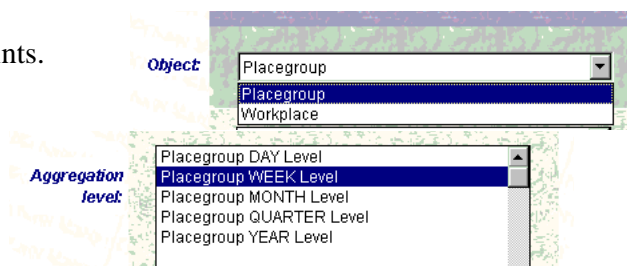 nts.
Object: Placegroup
Placegroup
Workplace
Aggregation level:
Placegroup DAY Level
Placegroup WEEK Level
Placegroup MONTH Level
Placegroup QUARTER Level
Placegroup YEAR Level